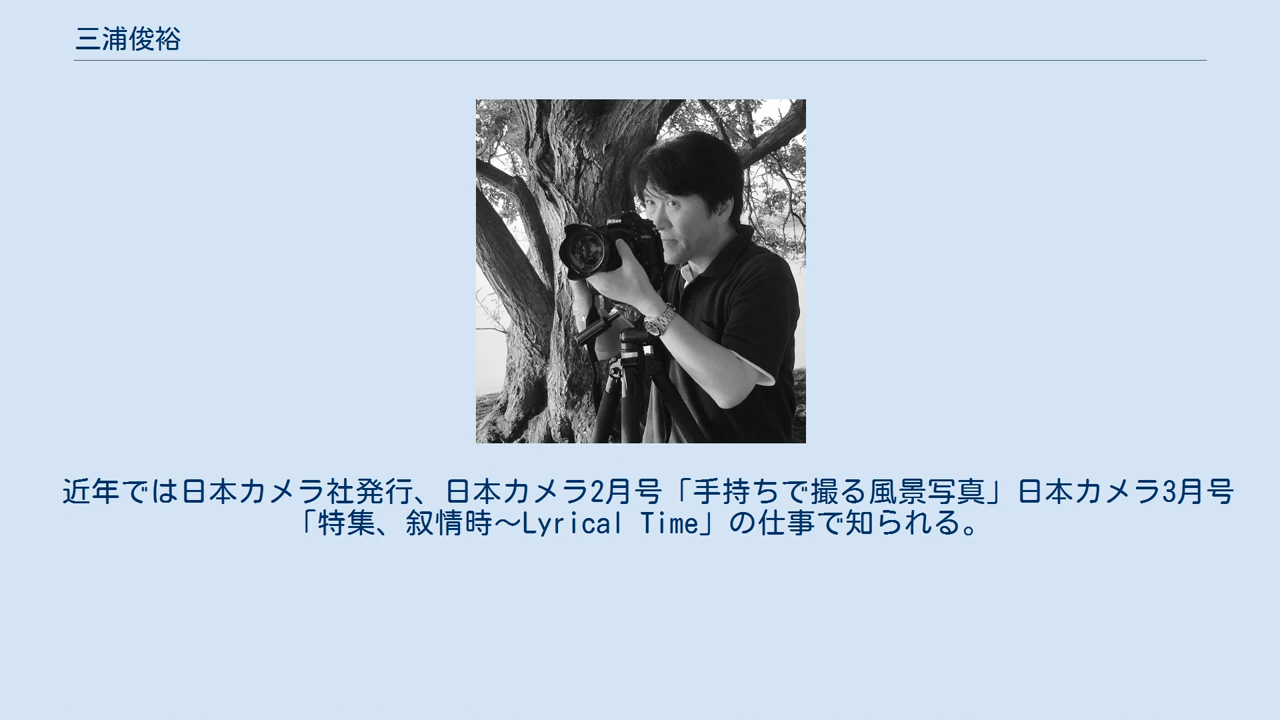 三浦俊裕
近年では日本カメラ社発行、日本カメラ2月号「手持ちで撮る風景写真」日本カメラ3月号
「特集、叙情時～Lyrical Time」の仕事で知られる。